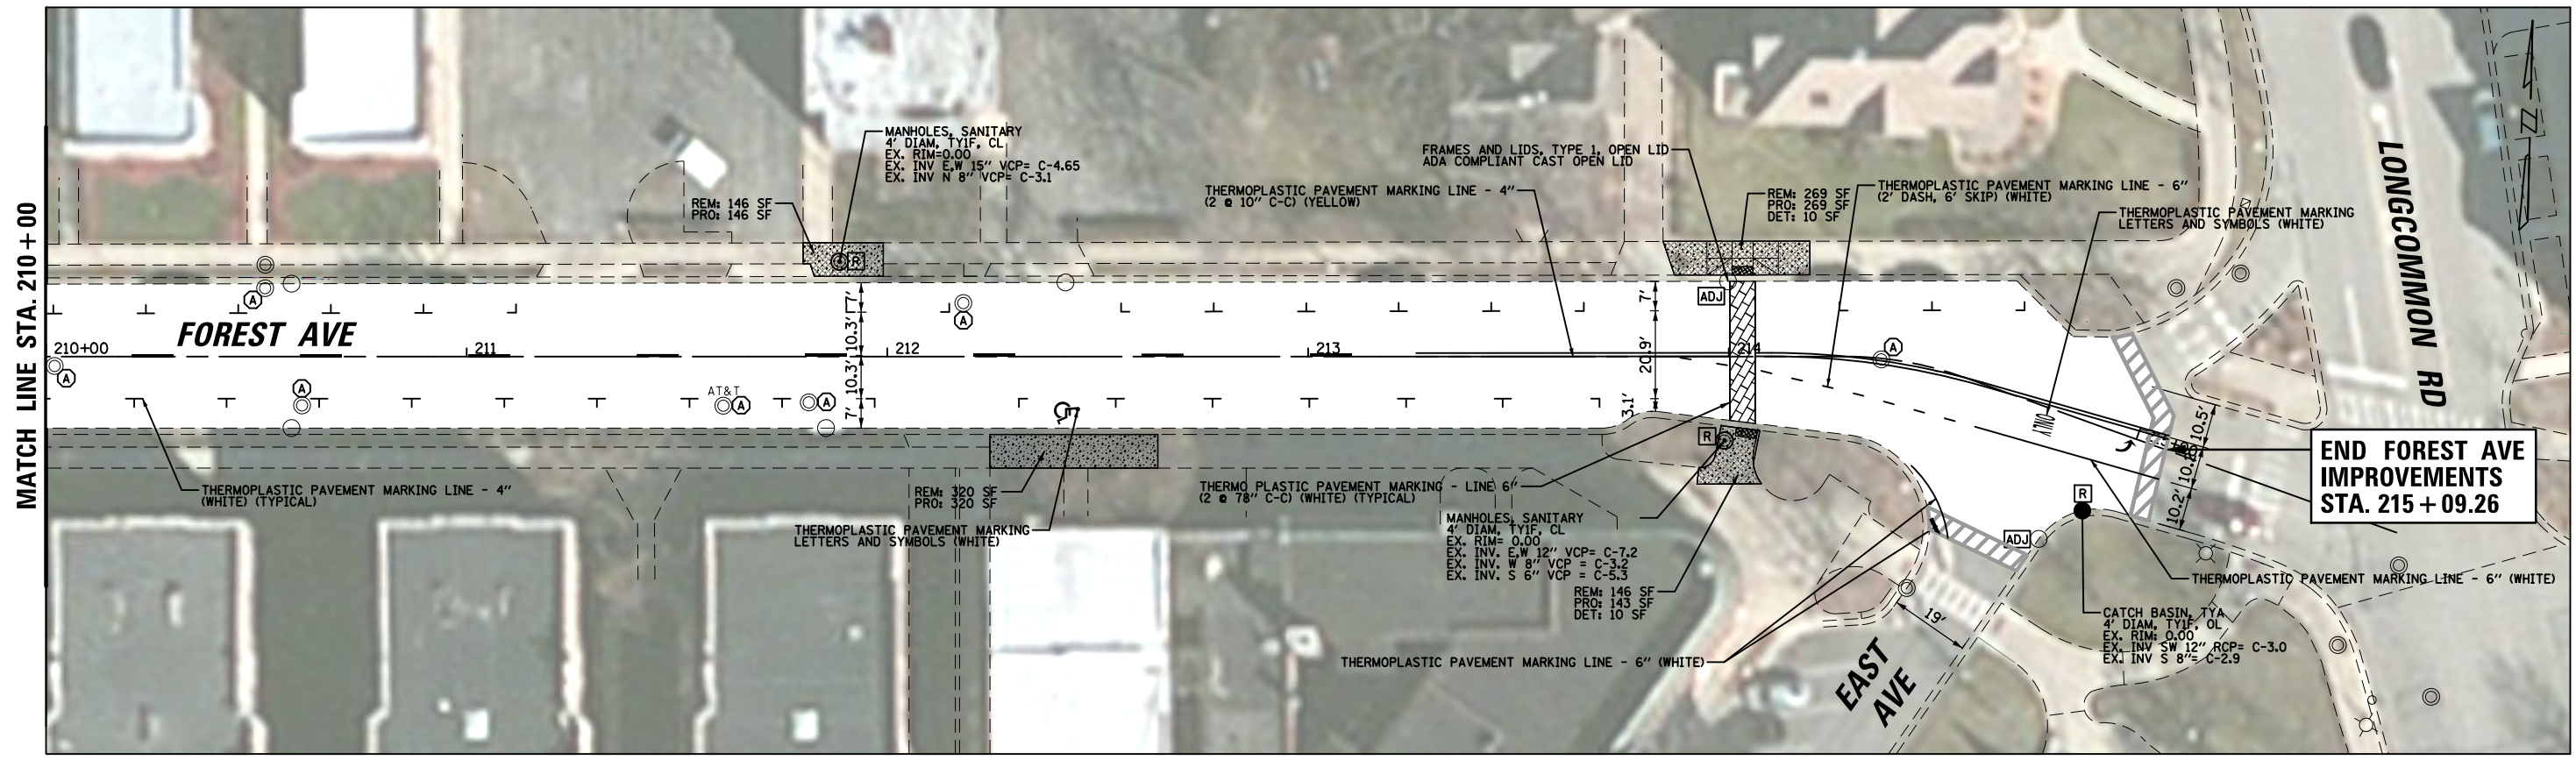 MATCH LINE STA. 210+00
MANHOLES, SANITARY
4' DIAM, TY1F, CL
EX. RIM=0.00
EX. INV E,W 15" VCP= C-4.65
EX. INV N 8" VCP= C-3.1
REM: 146 SF
PRO: 146 SF
FRAMES AND LIDS, TYPE 1, OPEN LID
ADA COMPLIANT CAST OPEN LID
THERMOPLASTIC PAVEMENT MARKING LINE - 4"
(2 @ 10" C-C) (YELLOW)
REM: 269 SF
PRO: 269 SF
DET: 10 SF
THERMOPLASTIC PAVEMENT MARKING LINE - 6"
(2' DASH, 6' SKIP) (WHITE)
THERMOPLASTIC PAVEMENT MARKING
LETTERS AND SYMBOLS (WHITE)
LONGCOMMON RD
R
A
A
ADJ
7'
10.3'
10.3'
7'
7'
20.9'
3.1'
FOREST AVE
210+00
211
212
213
214
A
A
A
AT&T
A
A
R
THERMOPLASTIC PAVEMENT MARKING LINE - 4"
(WHITE) (TYPICAL)
REM: 320 SF
PRO: 320 SF
THERMOPLASTIC PAVEMENT MARKING
LETTERS AND SYMBOLS (WHITE)
THERMO PLASTIC PAVEMENT MARKING - LINE 6"
(2 @ 78" C-C) (WHITE) (TYPICAL)
MANHOLES, SANITARY
4' DIAM, TY1F, CL
EX. RIM= 0.00
EX. INV. E,W 12" VCP= C-7.2
EX. INV. W 8" VCP = C-3.2
EX. INV. S 6" VCP = C-5.3
REM: 146 SF
PRO: 143 SF
DET: 10 SF
THERMOPLASTIC PAVEMENT MARKING LINE - 6" (WHITE)
10.5'
10.2'
END FOREST AVE
IMPROVEMENTS
STA. 215+09.26
R
ADJ
THERMOPLASTIC PAVEMENT MARKING LINE - 6" (WHITE)
CATCH BASIN, TYA
4' DIAM, TY1F, OL
EX. RIM: 0.00
EX. INV SW 12" RCP= C-3.0
EX. INV S 8"= C-2.9
19'
EAST
AVE